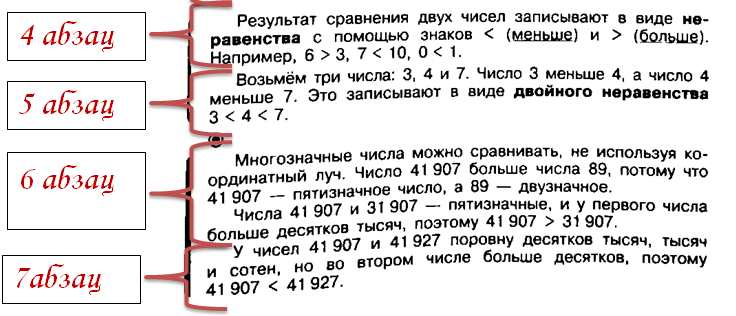 4 абзац
Результат сравнения двух чисел записывают в виде не-
равенства с помощью знаков < (меньше) и > (больше).
Например, 6 > 3, 7 < 10, 0 < 1.
5 абзац
Возьмём три числа: 3, 4 и 7. Число 3 меньше 4, а число 4
меньше 7. Это записывают в виде двойного неравенства
3 < 4 < 7.
6 абзац
Многозначные числа можно сравнивать, не используя ко-
ординатный луч. Число 41 907 больше числа 89, потому что
41 907 — пятизначное число, а 89 — двузначное.
Числа 41 907 и 31 907 — пятизначные, и у первого числа
больше десятков тысяч, поэтому 41 907 > 31 907.
7абзац
У чисел 41 907 и 41 927 поровну десятков тысяч, тысяч
и сотен, но во втором числе больше десятков, поэтому
41 907 < 41 927.